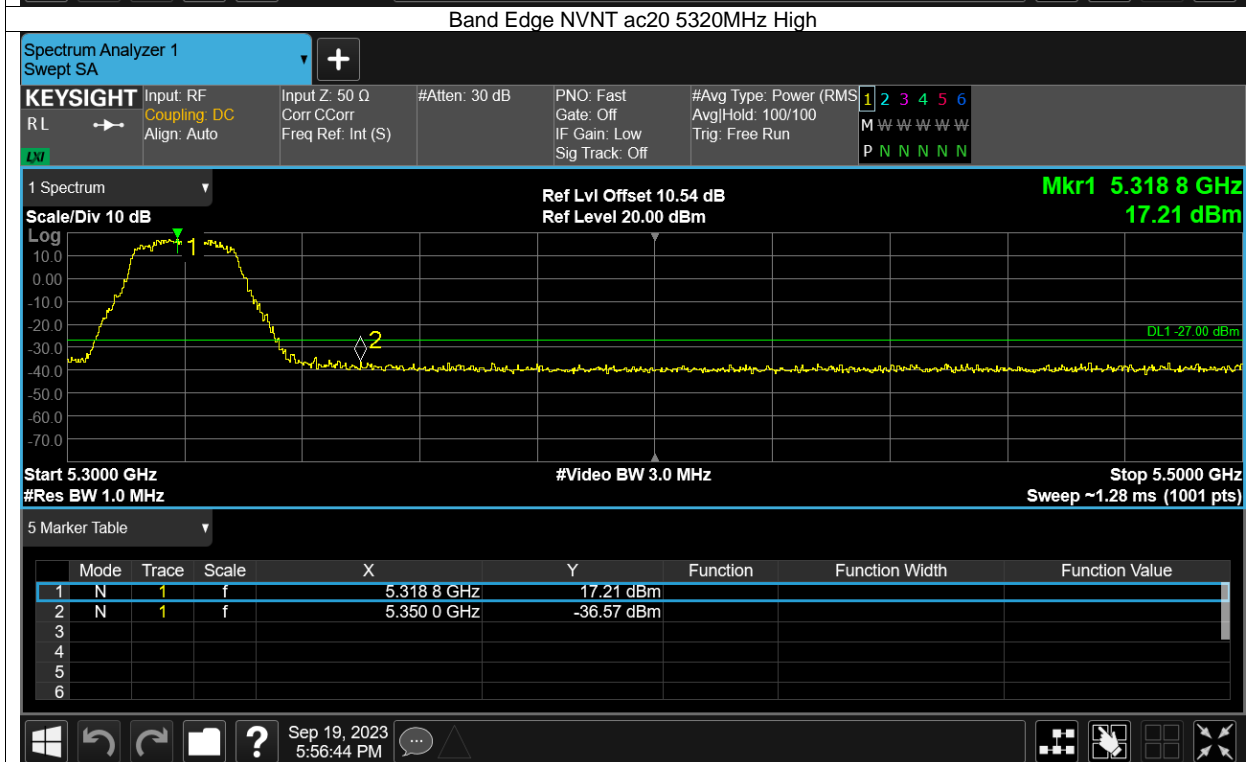 Band Edge NVNT ac20 5320MHz High
Spectrum Analyzer 1
Swept SA
KEYSIGHT Input: RF Input Z: 50 Ω #Atten: 30 dB PNO: Fast #Avg Type: Power (RMS 1 2 3 4 5 6
RL Coupling: DC Corr CCorr Gate: Off Avg|Hold: 100/100 M W W W W W
Align: Auto Freq Ref: Int (S) IF Gain: Low Trig: Free Run
LXI Sig Track: Off P N N N N N N
1 Spectrum Ref Lvl Offset 10.54 dB Mkr1 5.318 8 GHz
Scale/Div 10 dB Ref Level 20.00 dBm 17.21 dBm
Log
1
10.0
0.00
-10.0
-20.0
DL1 -27.00 dBm
2
-30.0
-40.0
-50.0
-60.0
-70.0
Start 5.3000 GHz #Video BW 3.0 MHz Stop 5.5000 GHz
#Res BW 1.0 MHz Sweep ~1.28 ms (1001 pts)
5 Marker Table
Mode Trace Scale X Y Function Function Width Function Value
1 N 1 f 5.318 8 GHz 17.21 dBm
2 N 1 f 5.350 0 GHz -36.57 dBm
3
4
5
6
? Sep 19, 2023
5:56:44 PM